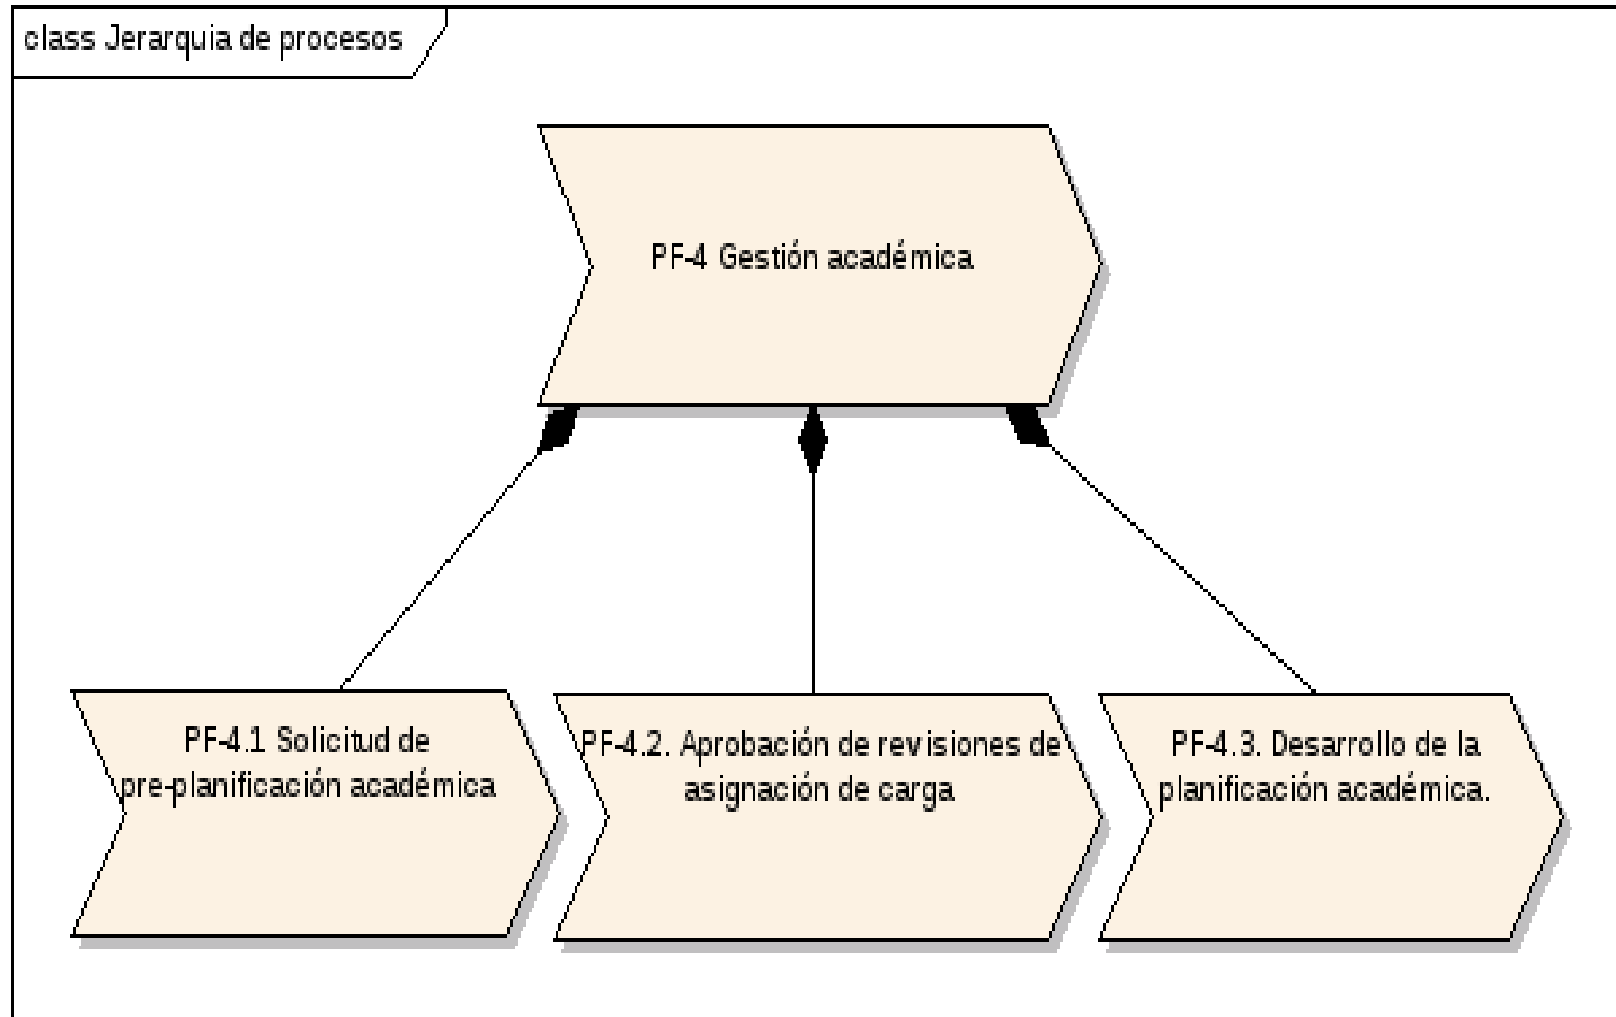 class Jerarquia de procesos
PF-4 Gestión académica
PF-4.1 Solicitud de
pre-planificación académica
PF-4.2. Aprobación de revisiones de
asignación de carga
PF-4.3. Desarrollo de la
planificación académica.